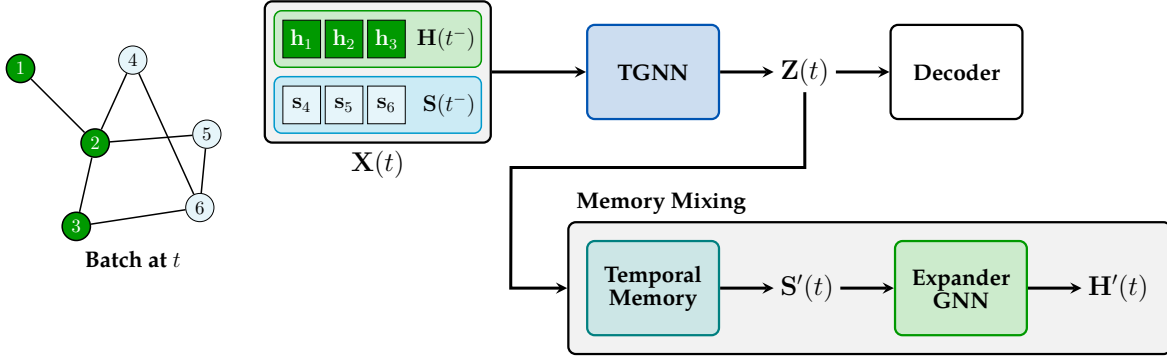 1
2
3
4
5
6
Batch at t
h₁ h₂ h₃ H(t⁻)
s₄ s₅ s₆ S(t⁻)
X(t)
TGNN
Z(t)
Decoder
Memory Mixing
Temporal
Memory
S′(t)
Expander
GNN
H′(t)